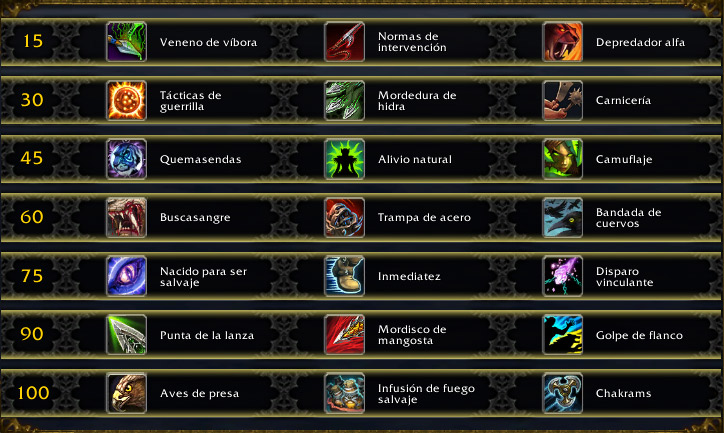 15
Veneno de víbora
Normas de
intervención
Depredador alfa
30
Tácticas de
guerrilla
Mordedura de
hidra
Carnicería
45
Quemasendas
Alivio natural
Camuflaje
60
Buscasangre
Trampa de acero
Bandada de
cuervos
75
Nacido para ser
salvaje
Inmediatez
Disparo
vinculante
90
Punta de la lanza
Mordisco de
mangosta
Golpe de flanco
100
Aves de presa
Infusión de fuego
salvaje
Chakrams